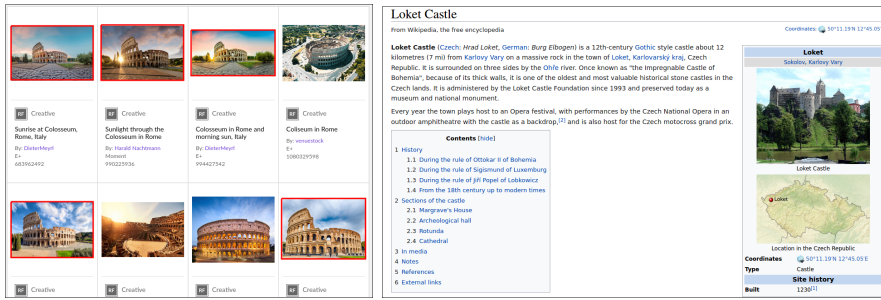 RF Creative
RF Creative
RF Creative
RF Creative
Sunrise at Colosseum,
Rome, Italy
By: DieterMeyrl
E+
683962492
Sunlight through the
Colosseum in Rome
By: Harald Nachtmann
Moment
990225936
Colosseum in Rome and
morning sun, Italy
By: DieterMeyrl
E+
994427542
Coliseum in Rome
By: venuestock
E+
1080329598
RF Creative
RF Creative
RF Creative
RF Creative
Loket Castle
From Wikipedia, the free encyclopedia
Coordinates: 50°11.19′N 12°45.05′
Loket Castle (Czech: Hrad Loket, German: Burg Elbogen) is a 12th-century Gothic style castle about 12
kilometres (7 mi) from Karlovy Vary on a massive rock in the town of Loket, Karlovarský kraj, Czech
Republic. It is surrounded on three sides by the Ohře river. Once known as "the Impregnable Castle of
Bohemia", because of its thick walls, it is one of the oldest and most valuable historical stone castles in the
Czech lands. It is administered by the Loket Castle Foundation since 1993 and preserved today as a
museum and national monument.
Every year the town plays host to an Opera festival, with performances by the Czech National Opera in an
outdoor amphitheatre with the castle as a backdrop,[2] and is also host for the Czech motocross grand prix.
Contents [hide]
1 History
1.1 During the rule of Ottokar II of Bohemia
1.2 During the rule of Sigismund of Luxemburg
1.3 During the rule of Jiří Popel of Lobkowicz
1.4 From the 18th century up to modern times
2 Sections of the castle
2.1 Margrave's House
2.2 Archeological hall
2.3 Rotunda
2.4 Cathedral
3 In media
4 Notes
5 References
6 External links
Loket
Sokolov, Karlovy Vary
Loket Castle
Loket
Location in the Czech Republic
Coordinates 50°11.19′N 12°45.05′E
Type Castle
Site history
Built 1230[1]